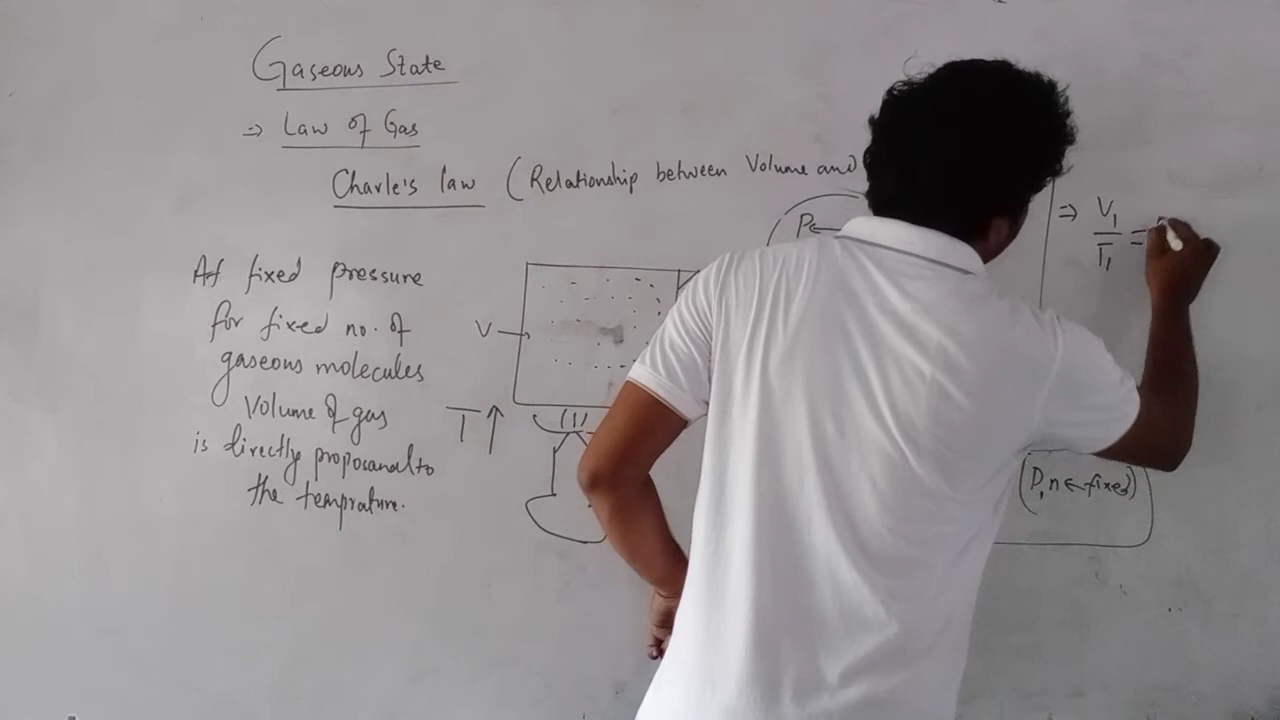 Gaseous State
⇒ Law of Gas
Charle's law (Relationship between Volume and
At fixed pressure
for fixed no. of
gaseous molecules
Volume of gas
is directly proposanal to
the temprature.
V →
T↑
P ←
⇒ V₁/T₁ =
(P, n ← fixed)